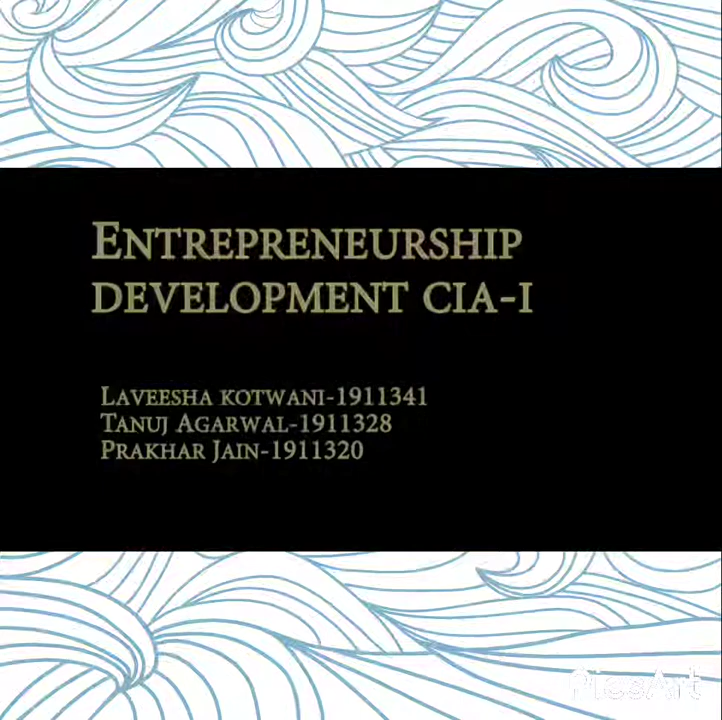 Entrepreneurship
development CIA-I
Laveesha kotwani-1911341
Tanuj Agarwal-1911328
Prakhar Jain-1911320
PicsArt